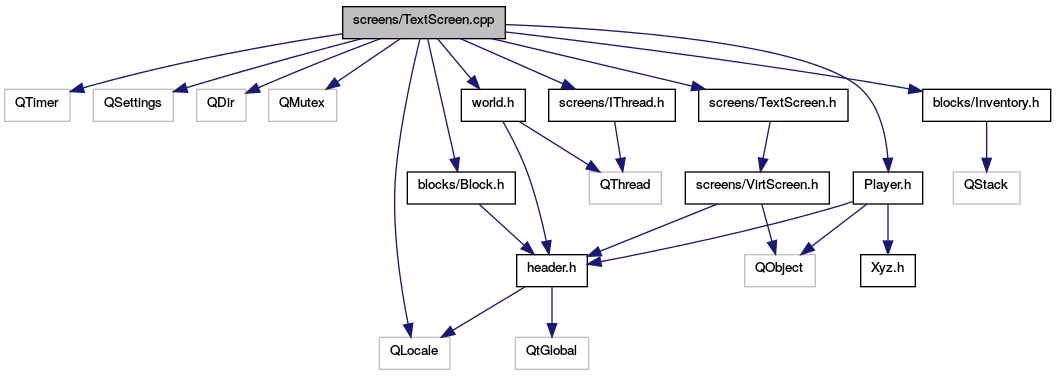 screens/TextScreen.cpp
QTimer
QSettings
QDir
QMutex
world.h
screens/IThread.h
screens/TextScreen.h
blocks/Inventory.h
blocks/Block.h
QThread
screens/VirtScreen.h
Player.h
QStack
header.h
QObject
Xyz.h
QLocale
QtGlobal